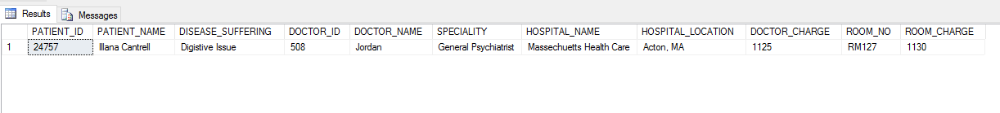 Results Messages
PATIENT_ID PATIENT_NAME DISEASE_SUFFERING DOCTOR_ID DOCTOR_NAME SPECIALITY HOSPITAL_NAME HOSPITAL_LOCATION DOCTOR_CHARGE ROOM_NO ROOM_CHARGE
1 24757 Illana Cantrell Digistive Issue 508 Jordan General Psychiatrist Massechuetts Health Care Acton, MA 1125 RM127 1130